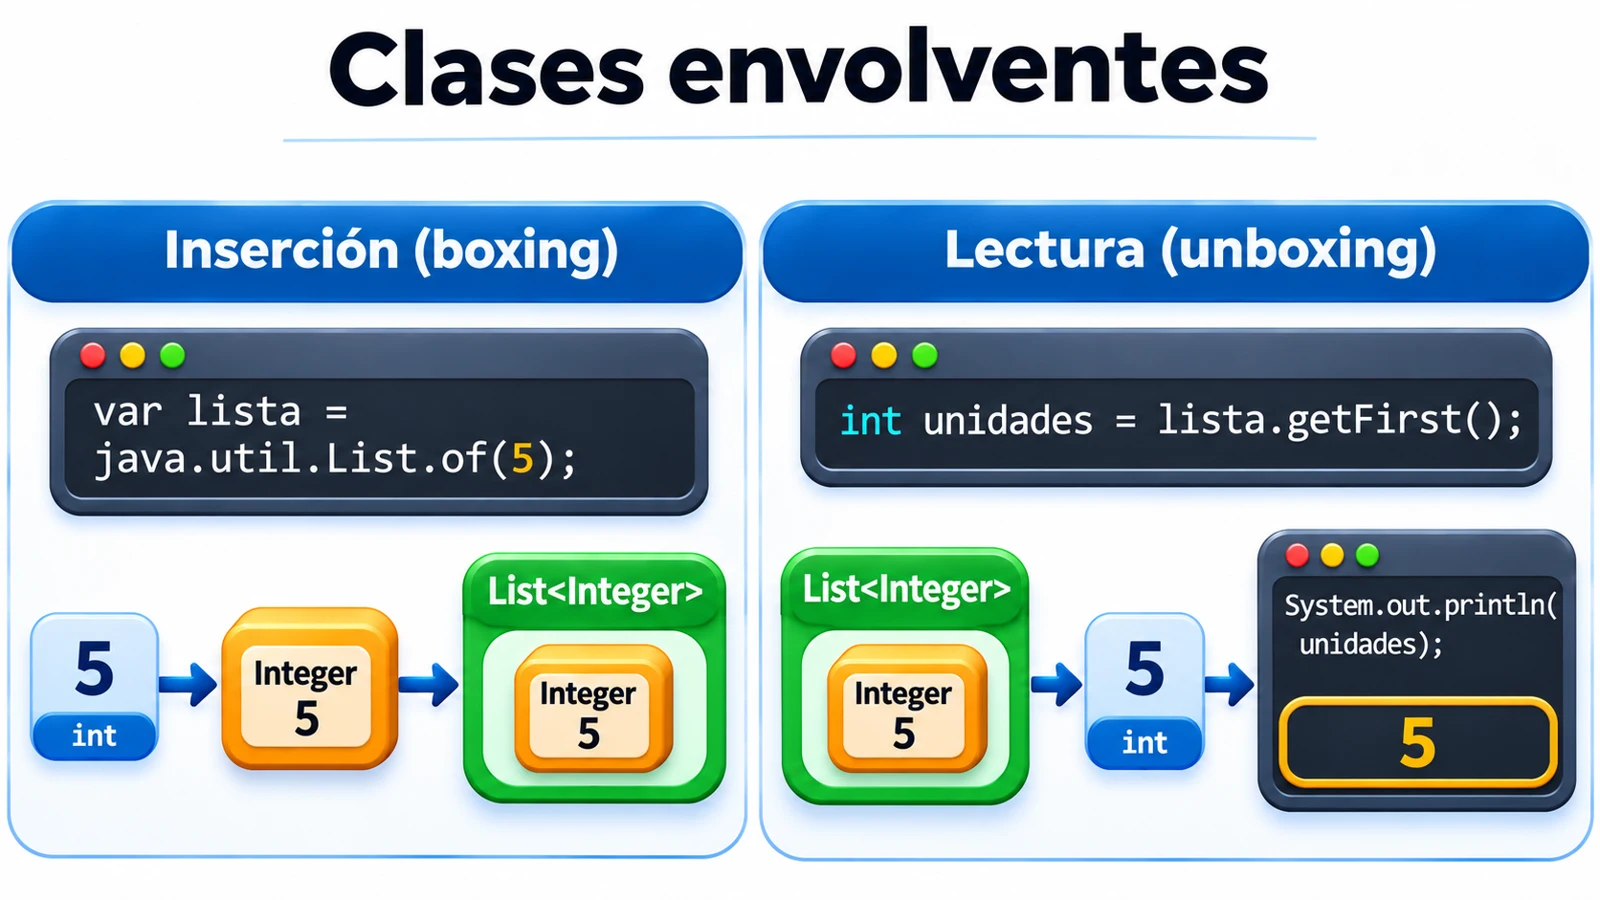 Clases envolventes
Inserción (boxing)
var lista =
java.util.List.of(5);
5
int
Integer
5
List<Integer>
Integer
5
Lectura (unboxing)
int unidades = lista.getFirst();
List<Integer>
Integer
5
5
int
System.out.println(
unidades);
5